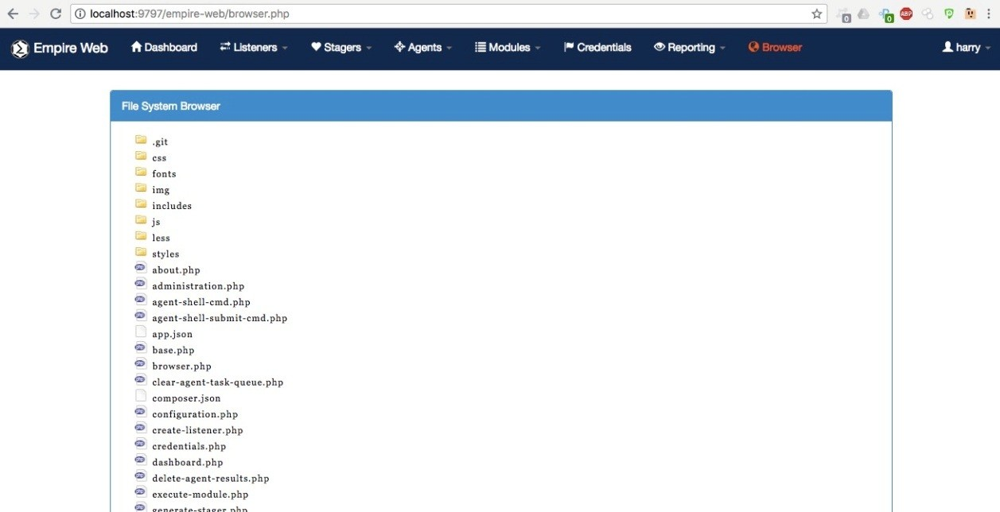 localhost:9797/empire-web/browser.php
0 0 ABP
Empire Web Dashboard Listeners Stagers Agents Modules Credentials Reporting Browser harry
File System Browser
.git
css
fonts
img
includes
js
less
styles
about.php
administration.php
agent-shell-cmd.php
agent-shell-submit-cmd.php
app.json
base.php
browser.php
clear-agent-task-queue.php
composer.json
configuration.php
create-listener.php
credentials.php
dashboard.php
delete-agent-results.php
execute-module.php
generate-stager.php